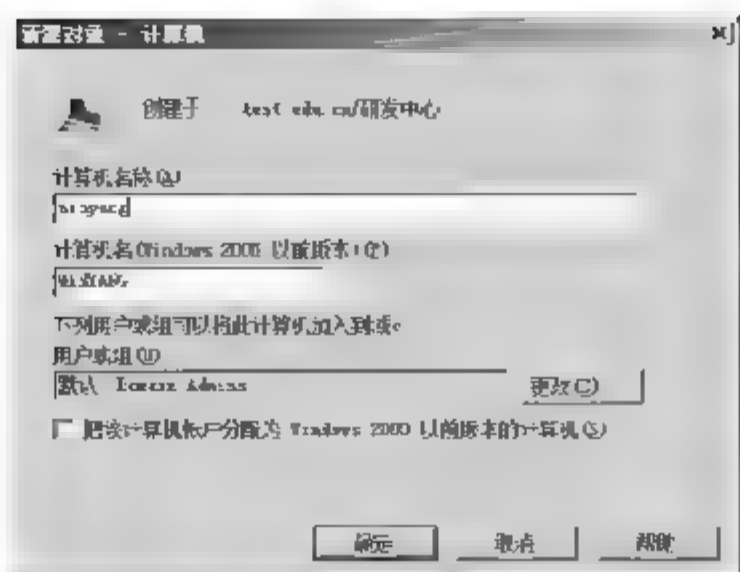 新建对象 - 计算机
创建于 test.edu.cn/研发中心
计算机名称(A)
计算机名(Windows 2000 以前版本)(P)
下列用户或组可以将此计算机加入到域。
用户或组(U)
默认 Domain Admins
更改(C)
把该计算机帐户分配为 Windows 2000 以前版本的计算机(S)
确定 取消 帮助